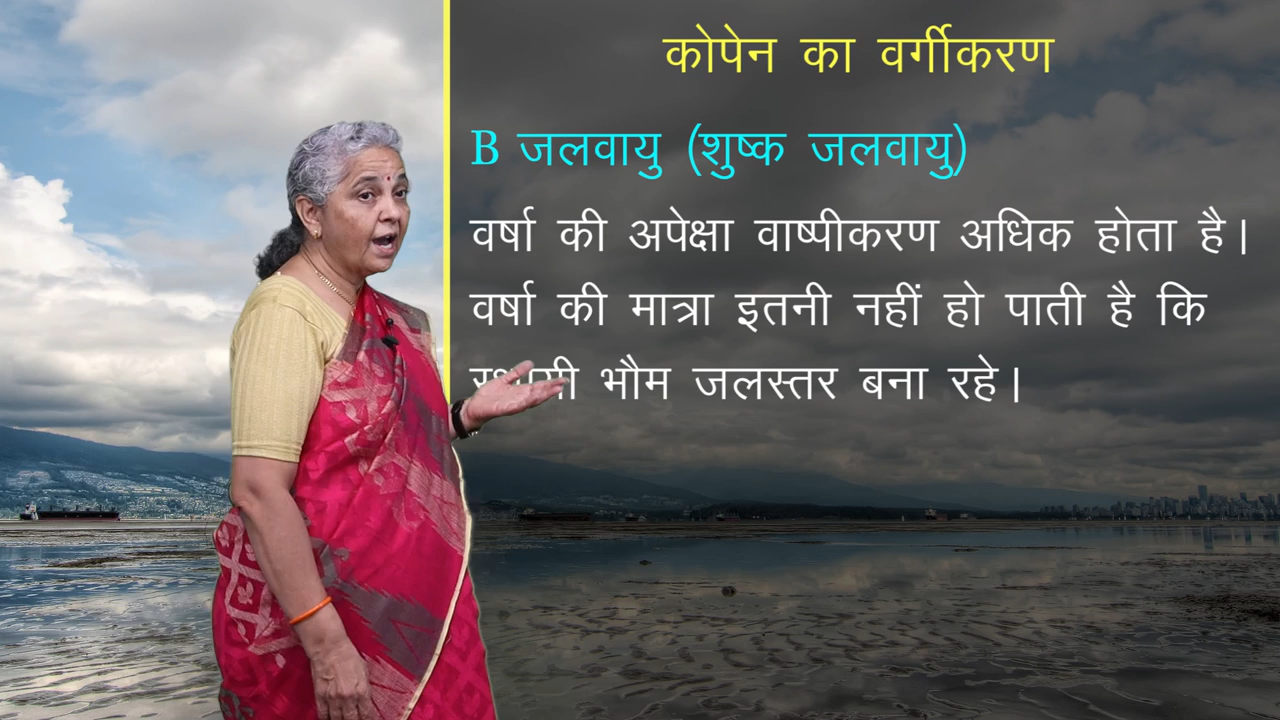 कोपेन का वर्गीकरण
B जलवायु (शुष्क जलवायु)
वर्षा की अपेक्षा वाष्पीकरण अधिक होता है।
वर्षा की मात्रा इतनी नहीं हो पाती है कि
भौम जलस्तर बना रहे।